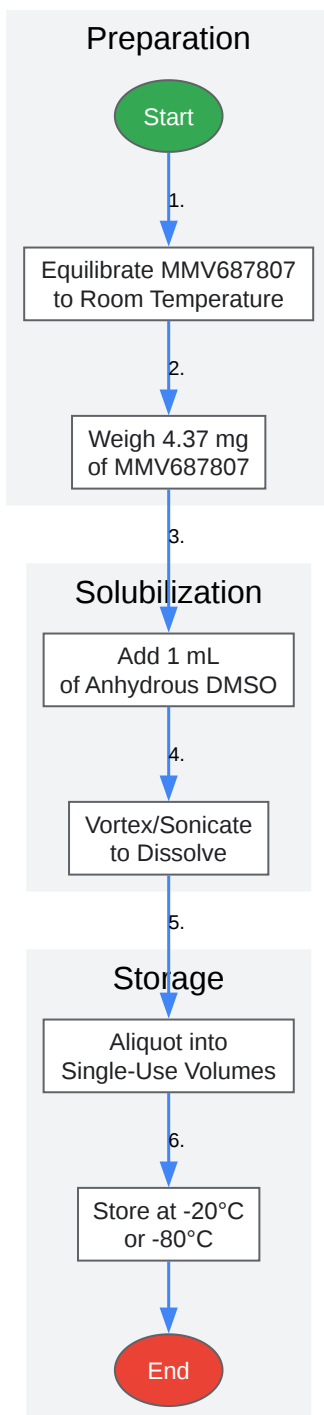 Preparation
Start
1.
Equilibrate MMV687807
to Room Temperature
2.
Weigh 4.37 mg
of MMV687807
3.
Solubilization
Add 1 mL
of Anhydrous DMSO
4.
Vortex/Sonicate
to Dissolve
5.
Storage
Aliquot into
Single-Use Volumes
6.
Store at -20°C
or -80°C
End